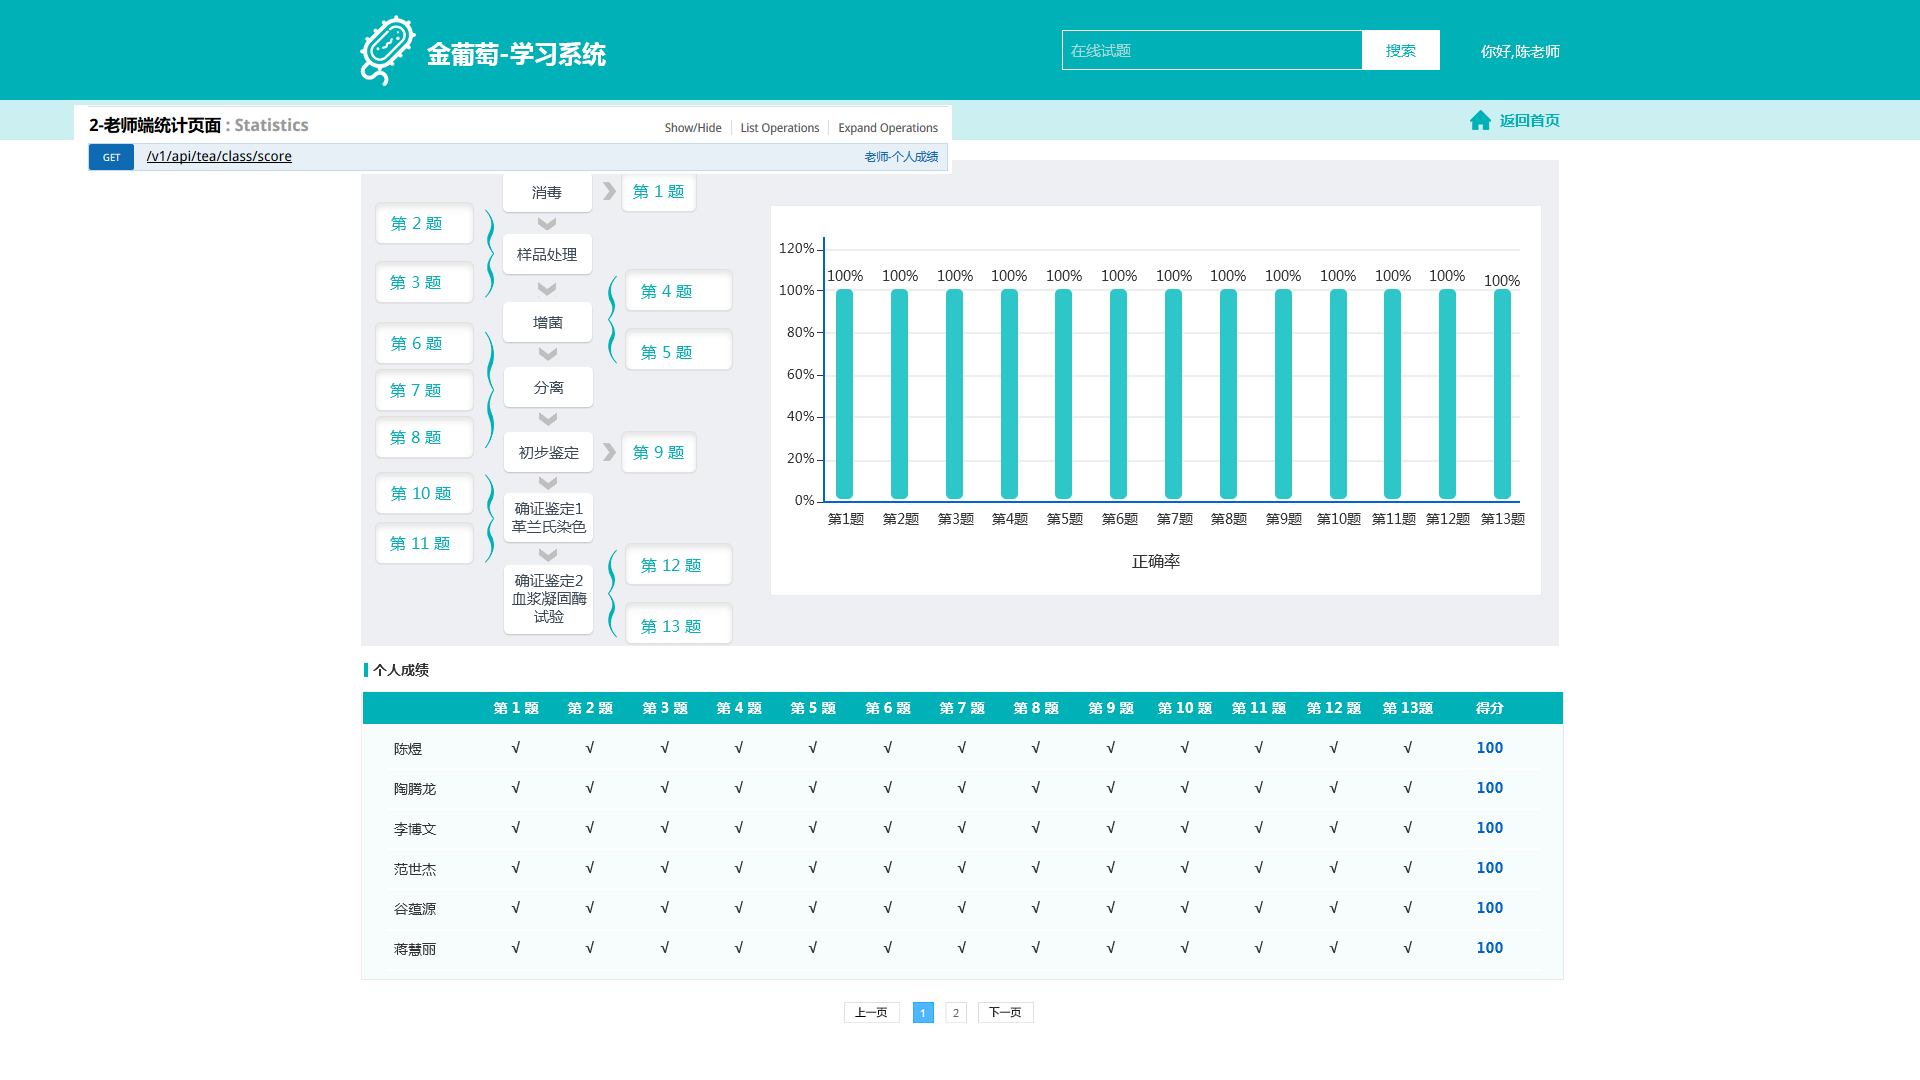 金葡萄-学习系统
在线试题
搜索
你好,陈老师
2-老师端统计页面 : Statistics
Show/Hide
List Operations
Expand Operations
返回首页
GET
/v1/api/tea/class/score
老师-个人成绩
消毒
第 1 题
第 2 题
样品处理
第 3 题
第 4 题
增菌
第 5 题
第 6 题
分离
第 7 题
第 8 题
初步鉴定
第 9 题
第 10 题
确证鉴定1
革兰氏染色
第 11 题
第 12 题
确证鉴定2
血浆凝固酶
试验
第 13 题
120%
100% 100% 100% 100% 100% 100% 100% 100% 100% 100% 100% 100% 100%
100%
80%
60%
40%
20%
0%
第1题 第2题 第3题 第4题 第5题 第6题 第7题 第8题 第9题 第10题 第11题 第12题 第13题
正确率
个人成绩
第 1 题 第 2 题 第 3 题 第 4 题 第 5 题 第 6 题 第 7 题 第 8 题 第 9 题 第 10 题 第 11 题 第 12 题 第 13题 得分
陈煜 √ √ √ √ √ √ √ √ √ √ √ √ √ 100
陶腾龙 √ √ √ √ √ √ √ √ √ √ √ √ √ 100
李博文 √ √ √ √ √ √ √ √ √ √ √ √ √ 100
范世杰 √ √ √ √ √ √ √ √ √ √ √ √ √ 100
谷蕴源 √ √ √ √ √ √ √ √ √ √ √ √ √ 100
蒋慧丽 √ √ √ √ √ √ √ √ √ √ √ √ √ 100
上一页 1 2 下一页